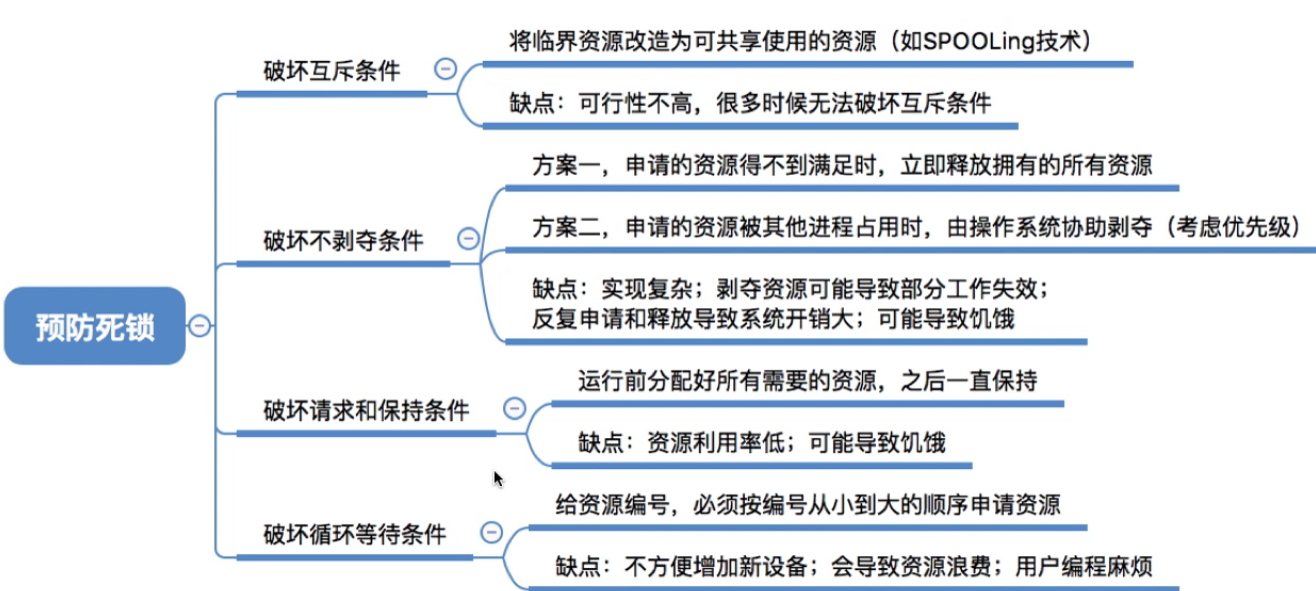 将临界资源改造为可共享使用的资源（如SPOOLing技术）
破坏互斥条件
缺点：可行性不高，很多时候无法破坏互斥条件
方案一，申请的资源得不到满足时，立即释放拥有的所有资源
方案二，申请的资源被其他进程占用时，由操作系统协助剥夺（考虑优先级）
破坏不剥夺条件
缺点：实现复杂；剥夺资源可能导致部分工作失效；
反复申请和释放导致系统开销大；可能导致饥饿
预防死锁
运行前分配好所有需要的资源，之后一直保持
破坏请求和保持条件
缺点：资源利用率低；可能导致饥饿
给资源编号，必须按编号从小到大的顺序申请资源
破坏循环等待条件
缺点：不方便增加新设备；会导致资源浪费；用户编程麻烦